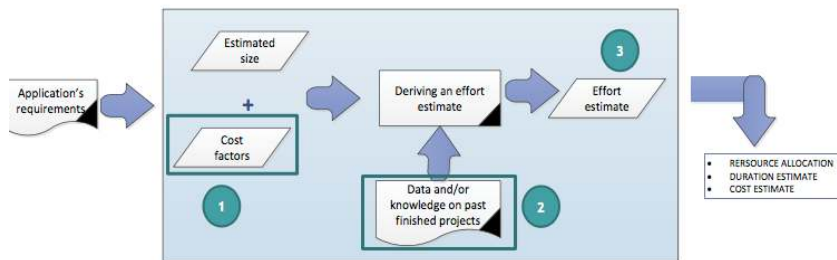 Application's
requirements
Estimated
size
+
Cost
factors
1
Deriving an effort
estimate
Data and/or
knowledge on past
finished projects
2
3
Effort
estimate
• RERSOURCE ALLOCATION
• DURATION ESTIMATE
• COST ESTIMATE